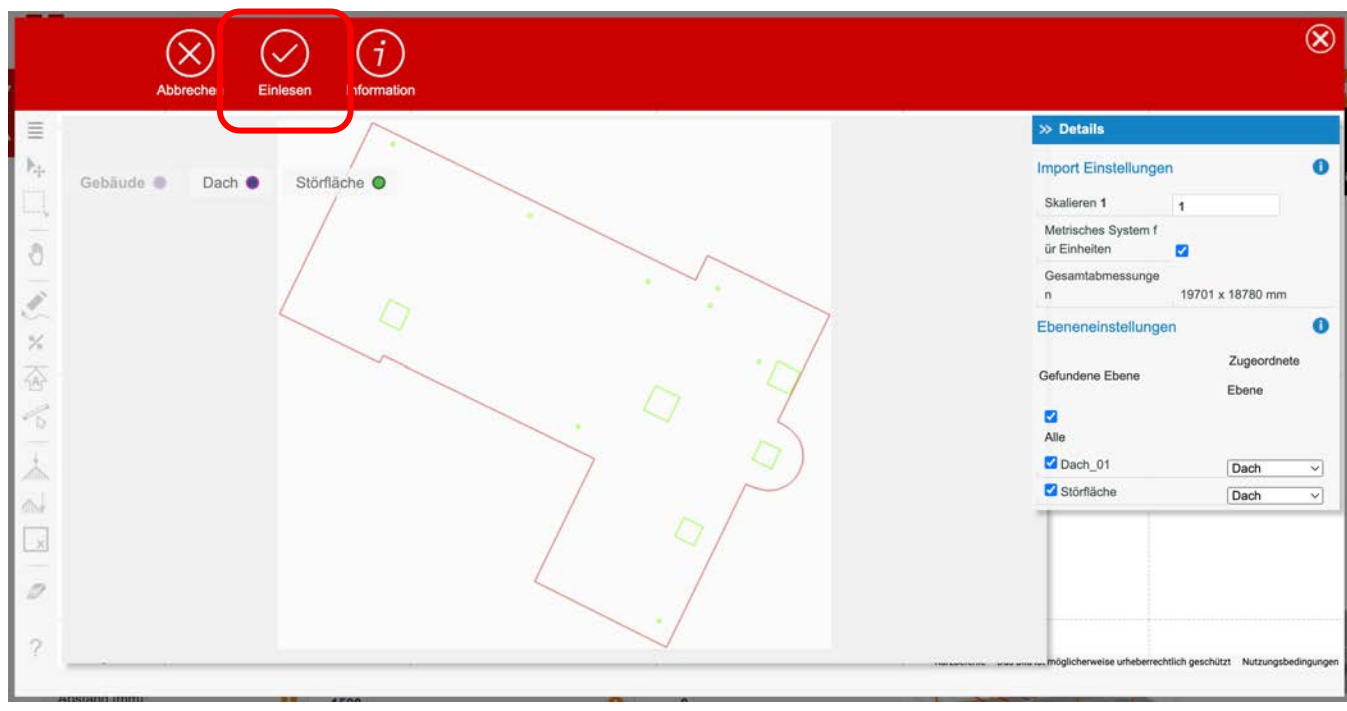 Abbrechen Einlesen Information
Gebäude Dach Störfläche
>> Details
Import Einstellungen
Skalieren 1 1
Metrisches System f
ür Einheiten
Gesamtabmessunge
n 19701 x 18780 mm
Ebeneneinstellungen
Gefundene Ebene Zugeordnete
Ebene
Alle
Dach_01 Dach
Störfläche Dach
möglicherweise urheberrechtlich geschützt Nutzungsbedingungen